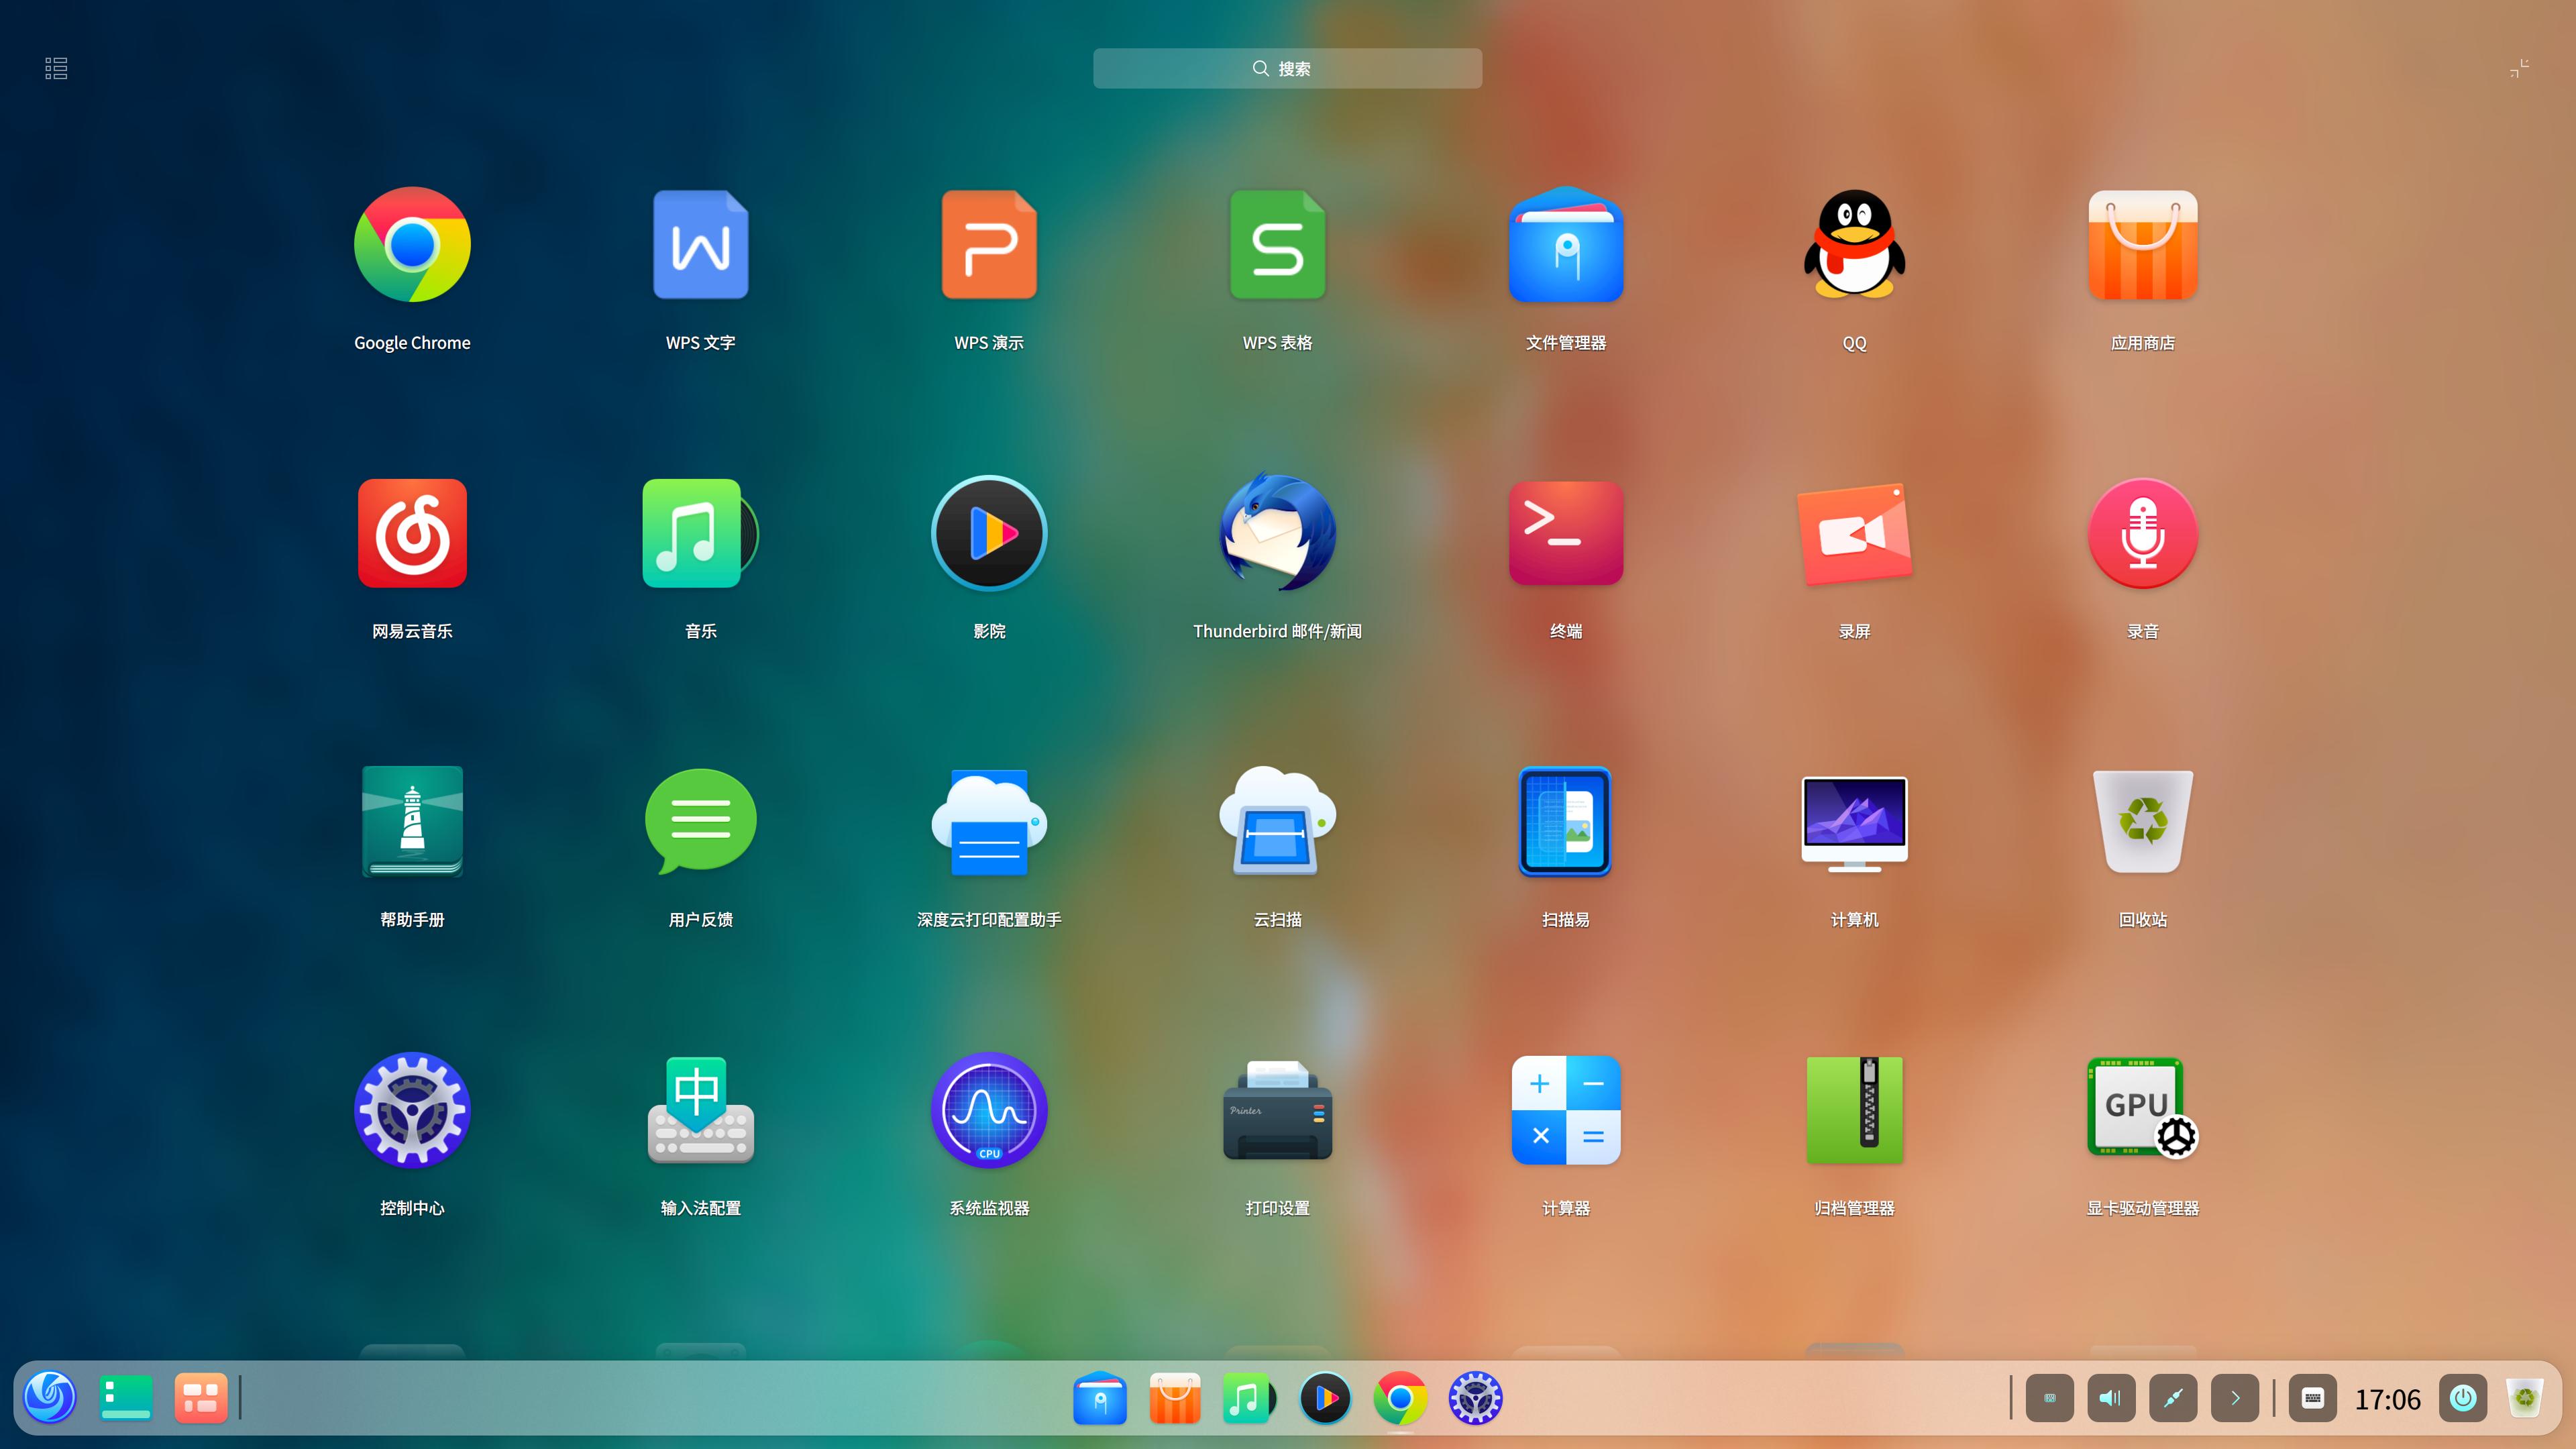 搜索
Google Chrome
WPS 文字
WPS 演示
WPS 表格
文件管理器
QQ
应用商店
网易云音乐
音乐
影院
Thunderbird 邮件/新闻
终端
录屏
录音
帮助手册
用户反馈
深度云打印配置助手
云扫描
扫描易
计算机
回收站
中
CPU
Printer
GPU
控制中心
输入法配置
系统监视器
打印设置
计算器
归档管理器
显卡驱动管理器
17:06